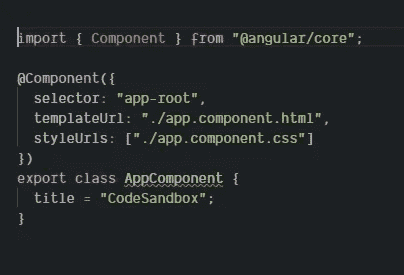 import { Component } from "@angular/core";
@Component({
selector: "app-root",
templateUrl: "./app.component.html",
styleUrls: ["./app.component.css"]
})
export class AppComponent {
title = "CodeSandbox";
}